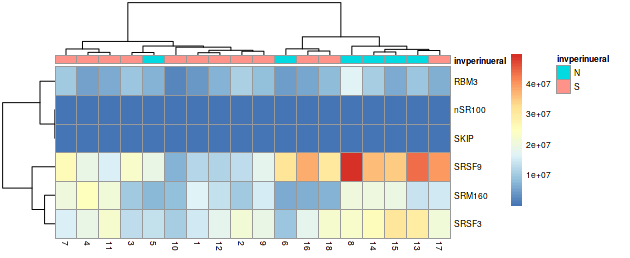 invperinueral
RBM3
nSR100
SKIP
SRSF9
SRM160
SRSF3
7 4 11 3 5 10 1 12 2 9 6 16 18 8 14 15 13 17
4e+07
3e+07
2e+07
1e+07
invperinueral
N
S